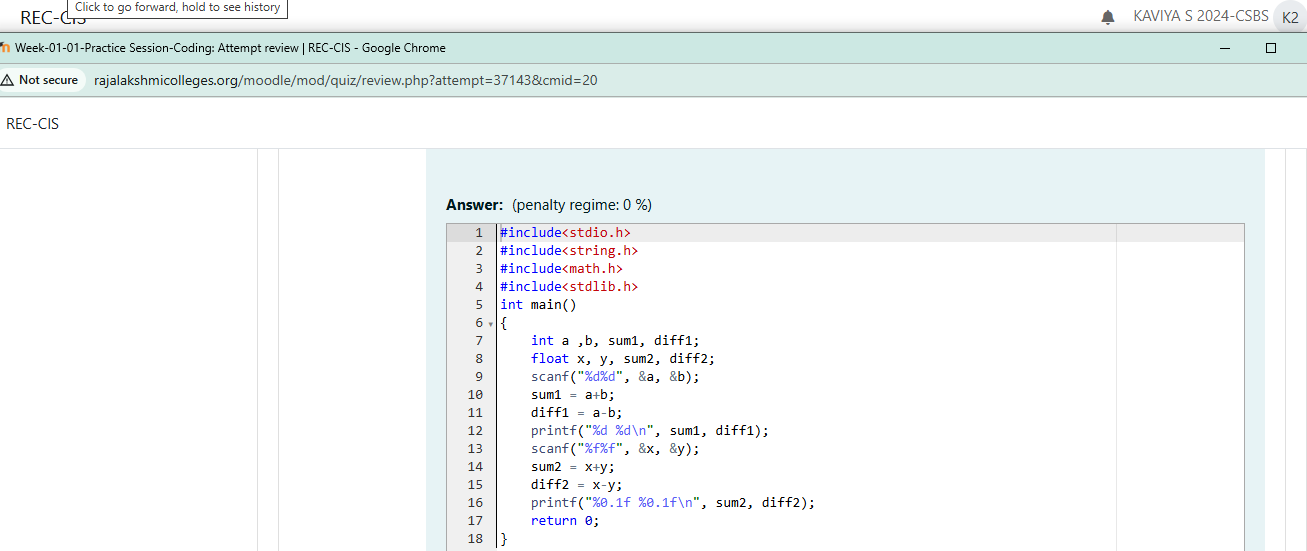 Click to go forward, hold to see history
REC-CIS
KAVIYA S 2024-CSBS K2
Week-01-01-Practice Session-Coding: Attempt review | REC-CIS - Google Chrome
Not secure rajalakshmicolleges.org/moodle/mod/quiz/review.php?attempt=37143&cmid=20
REC-CIS
Answer: (penalty regime: 0 %)
1 #include<stdio.h>
2 #include<string.h>
3 #include<math.h>
4 #include<stdlib.h>
5 int main()
6 {
7     int a ,b, sum1, diff1;
8     float x, y, sum2, diff2;
9     scanf("%d%d", &a, &b);
10     sum1 = a+b;
11     diff1 = a-b;
12     printf("%d %d\n", sum1, diff1);
13     scanf("%f%f", &x, &y);
14     sum2 = x+y;
15     diff2 = x-y;
16     printf("%0.1f %0.1f\n", sum2, diff2);
17     return 0;
18 }